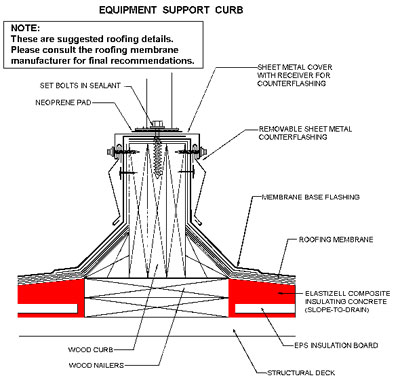 EQUIPMENT SUPPORT CURB
NOTE:
These are suggested roofing details.
Please consult the roofing membrane
manufacturer for final recommendations.
SET BOLTS IN SEALANT
NEOPRENE PAD
SHEET METAL COVER
WITH RECEIVER FOR
COUNTERFLASHING
REMOVABLE SHEET METAL
COUNTERFLASHING
MEMBRANE BASE FLASHING
ROOFING MEMBRANE
ELASTIZELL COMPOSITE
INSULATING CONCRETE
(SLOPE-TO-DRAIN)
EPS INSULATION BOARD
WOOD CURB
WOOD NAILERS
STRUCTURAL DECK